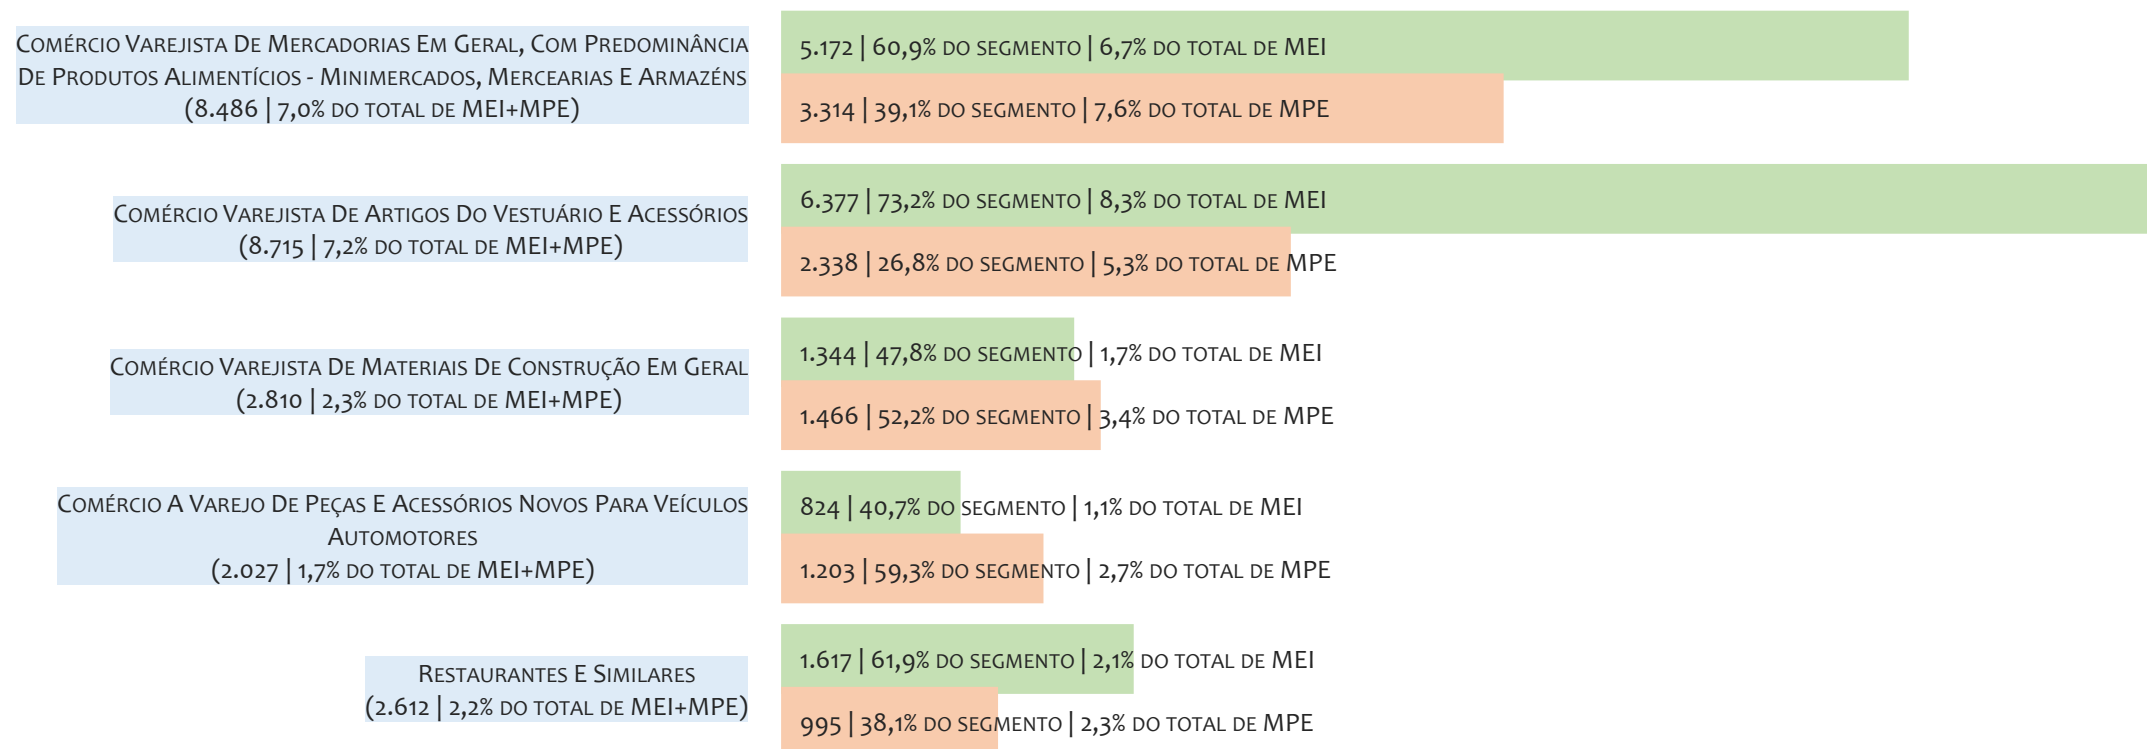 Comércio Varejista De Mercadorias Em Geral, Com Predominância
De Produtos Alimentícios - Minimercados, Mercearias E Armazéns
(8.486 | 7,0% do total de MEI+MPE)
5.172 | 60,9% do segmento | 6,7% do total de MEI
3.314 | 39,1% do segmento | 7,6% do total de MPE
Comércio Varejista De Artigos Do Vestuário E Acessórios
(8.715 | 7,2% do total de MEI+MPE)
6.377 | 73,2% do segmento | 8,3% do total de MEI
2.338 | 26,8% do segmento | 5,3% do total de MPE
Comércio Varejista De Materiais De Construção Em Geral
(2.810 | 2,3% do total de MEI+MPE)
1.344 | 47,8% do segmento | 1,7% do total de MEI
1.466 | 52,2% do segmento | 3,4% do total de MPE
Comércio A Varejo De Peças E Acessórios Novos Para Veículos
Automotores
(2.027 | 1,7% do total de MEI+MPE)
824 | 40,7% do segmento | 1,1% do total de MEI
1.203 | 59,3% do segmento | 2,7% do total de MPE
Restaurantes E Similares
(2.612 | 2,2% do total de MEI+MPE)
1.617 | 61,9% do segmento | 2,1% do total de MEI
995 | 38,1% do segmento | 2,3% do total de MPE